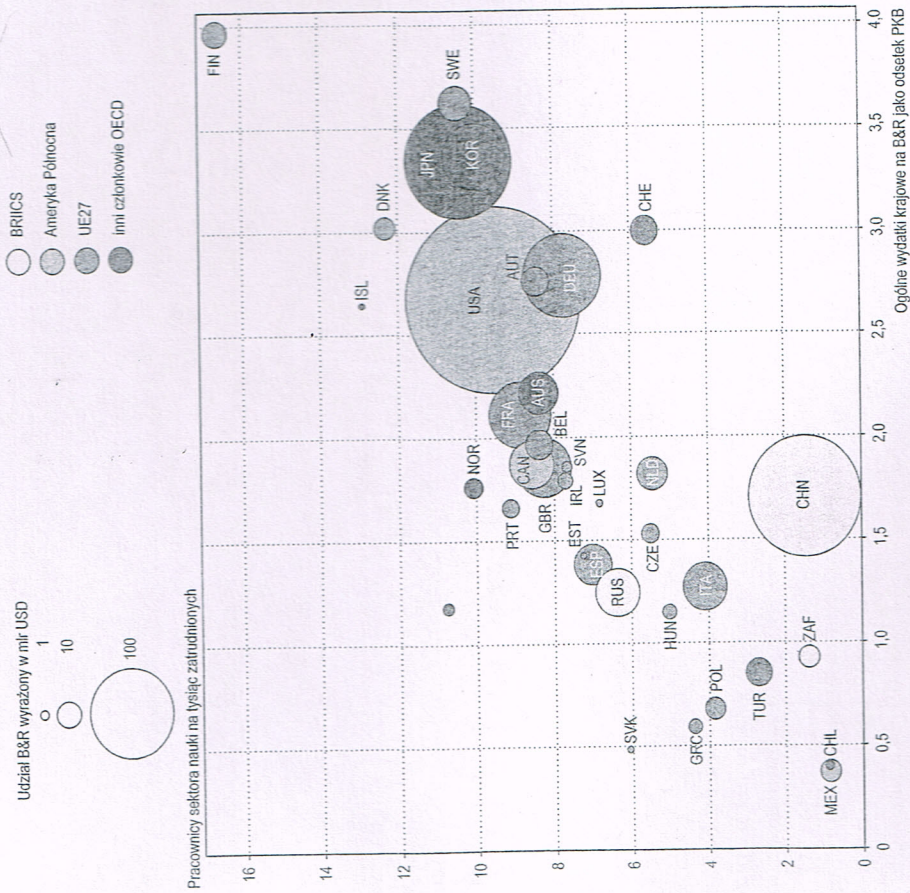 Udział B&R wyrażony w mlr USD
1
10
100
BRIICS
Ameryka Północna
UE27
inni członkowie OECD
Pracownicy sektora nauki na tysiąc zatrudnionych
16
14
12
10
8
6
4
2
0
FIN
SWE
JPN
KOR
DNK
ISL
USA
AUT
DEU
CHE
FRA
AUS
BEL
NOR
CAN
SVN
PRT
GBR
IRL
LUX
NLD
EST
ESP
CZE
CHN
RUS
ITA
HUN
ZAF
POL
TUR
SVK
GRC
MEX
CHL
0
0,5
1,0
1,5
2,0
2,5
3,0
3,5
4,0
Ogólne wydatki krajowe na B&R jako odsetek PKB